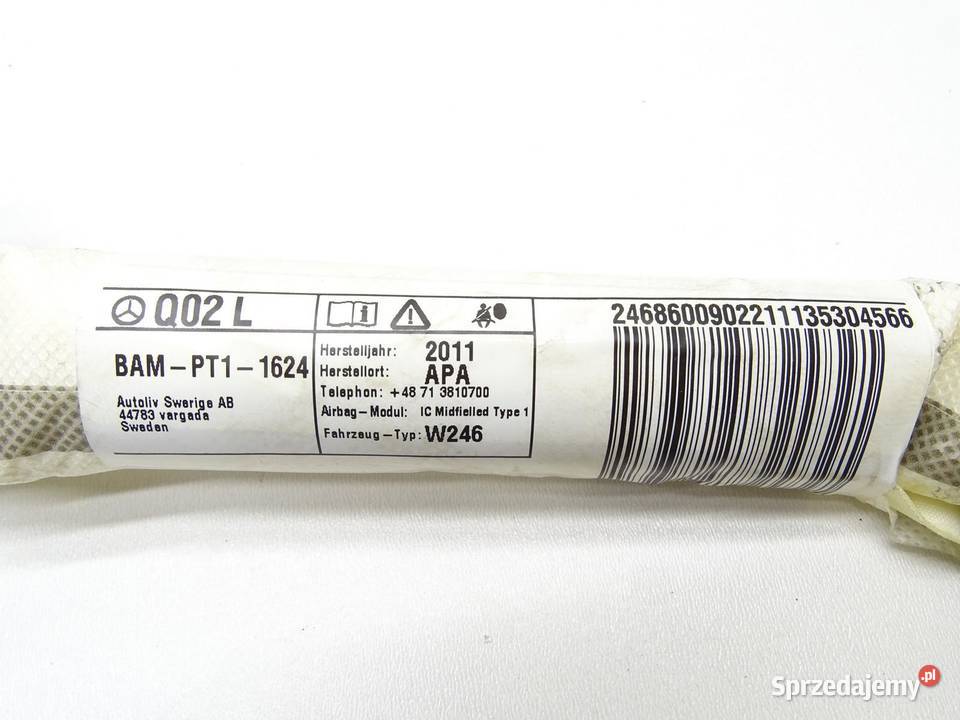 Q02 L
BAM-PT1-1624
Autoliv Swerige AB
44783 vargada
Sweden
Herstelljahr: 2011
Herstellort: APA
Telephon: +48 71 3810700
Airbag-Modul: IC Midfielled Type 1
Fahrzeug-Typ: W246
2468600902211135304566
Sprzedajemy.pl